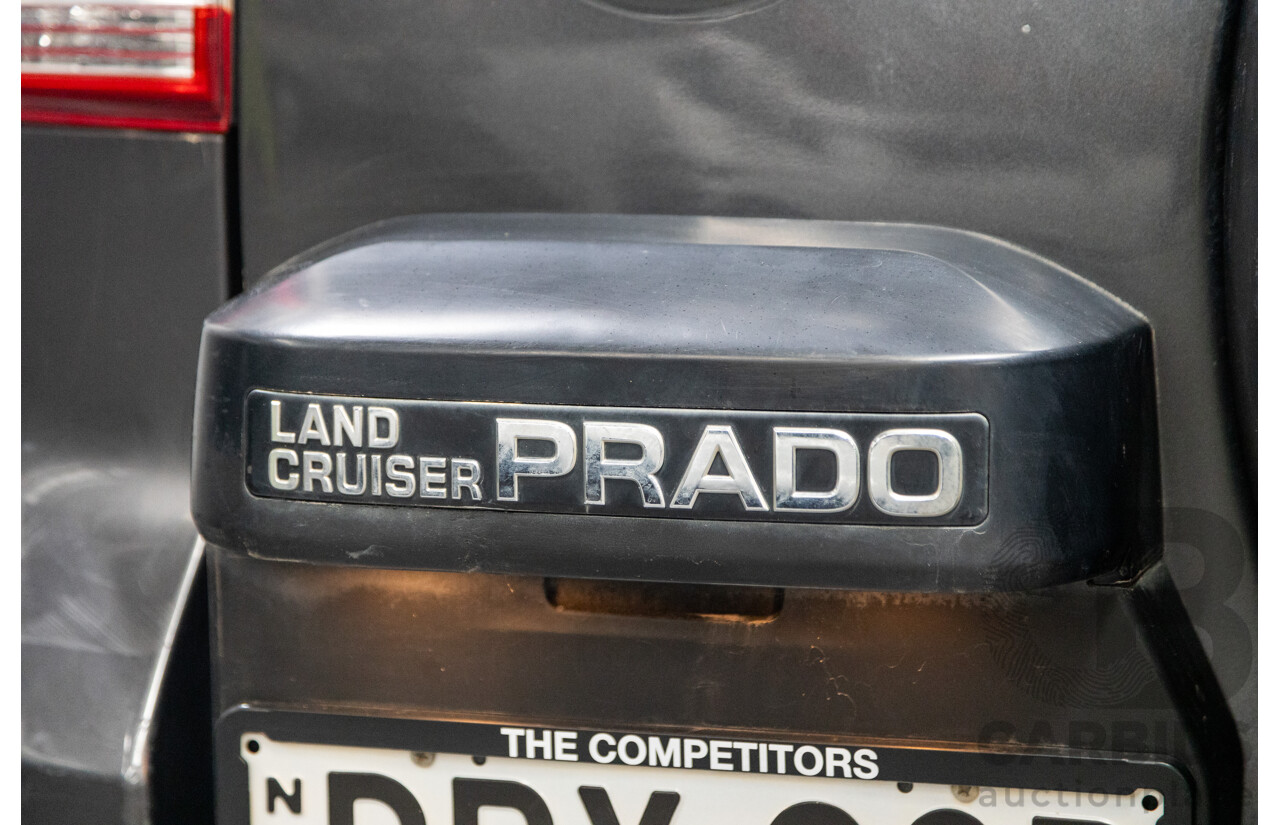 LAND
CRUISER PRADO
THE COMPETITORS
N